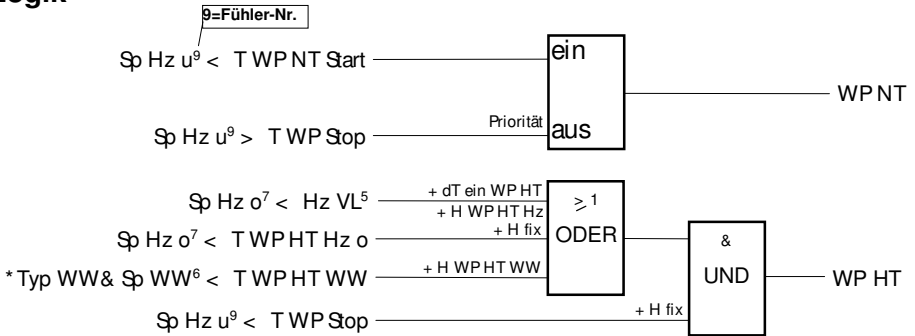 9=Fühler-Nr.
Sp Hz u⁹ < T WP NT Start
ein
WP NT
Priorität
Sp Hz u⁹ > T WP Stop
aus
Sp Hz o⁷ < Hz VL⁵
+ dT ein WP HT
+ H WP HT Hz
≥ 1
ODER
Sp Hz o⁷ < T WP HT Hz o
+ H fix
&
UND
* Typ WW & Sp WW⁶ < T WP HT WW
+ H WP HT WW
WP HT
Sp Hz u⁹ < T WP Stop
+ H fix